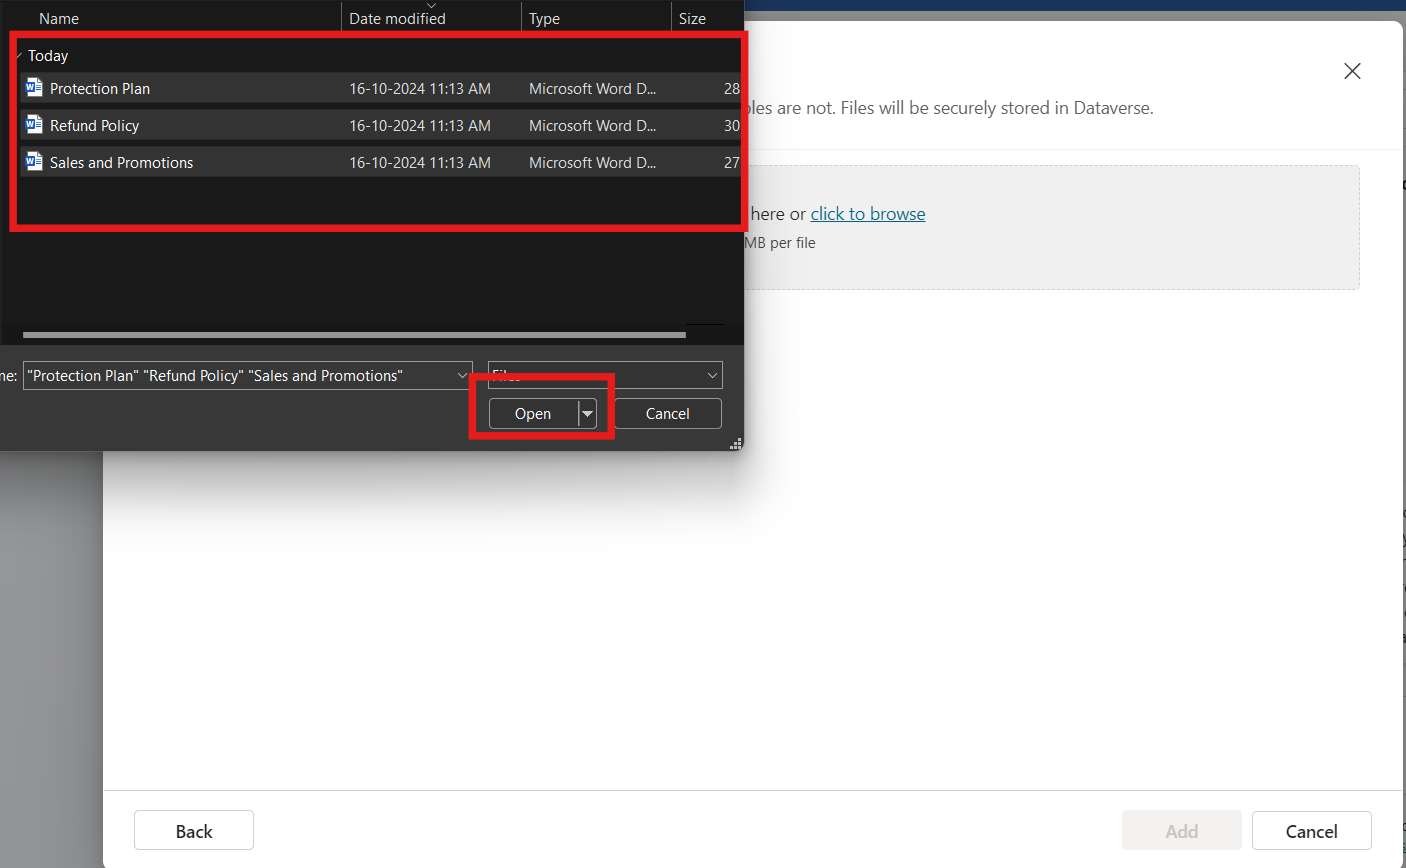 Name Date modified Type Size
Today
Protection Plan 16-10-2024 11:13 AM Microsoft Word D... 28
Refund Policy 16-10-2024 11:13 AM Microsoft Word D... 30
Sales and Promotions 16-10-2024 11:13 AM Microsoft Word D... 27
"Protection Plan" "Refund Policy" "Sales and Promotions"
Open Cancel
are not. Files will be securely stored in Dataverse.
here or click to browse
MB per file
Back Add Cancel